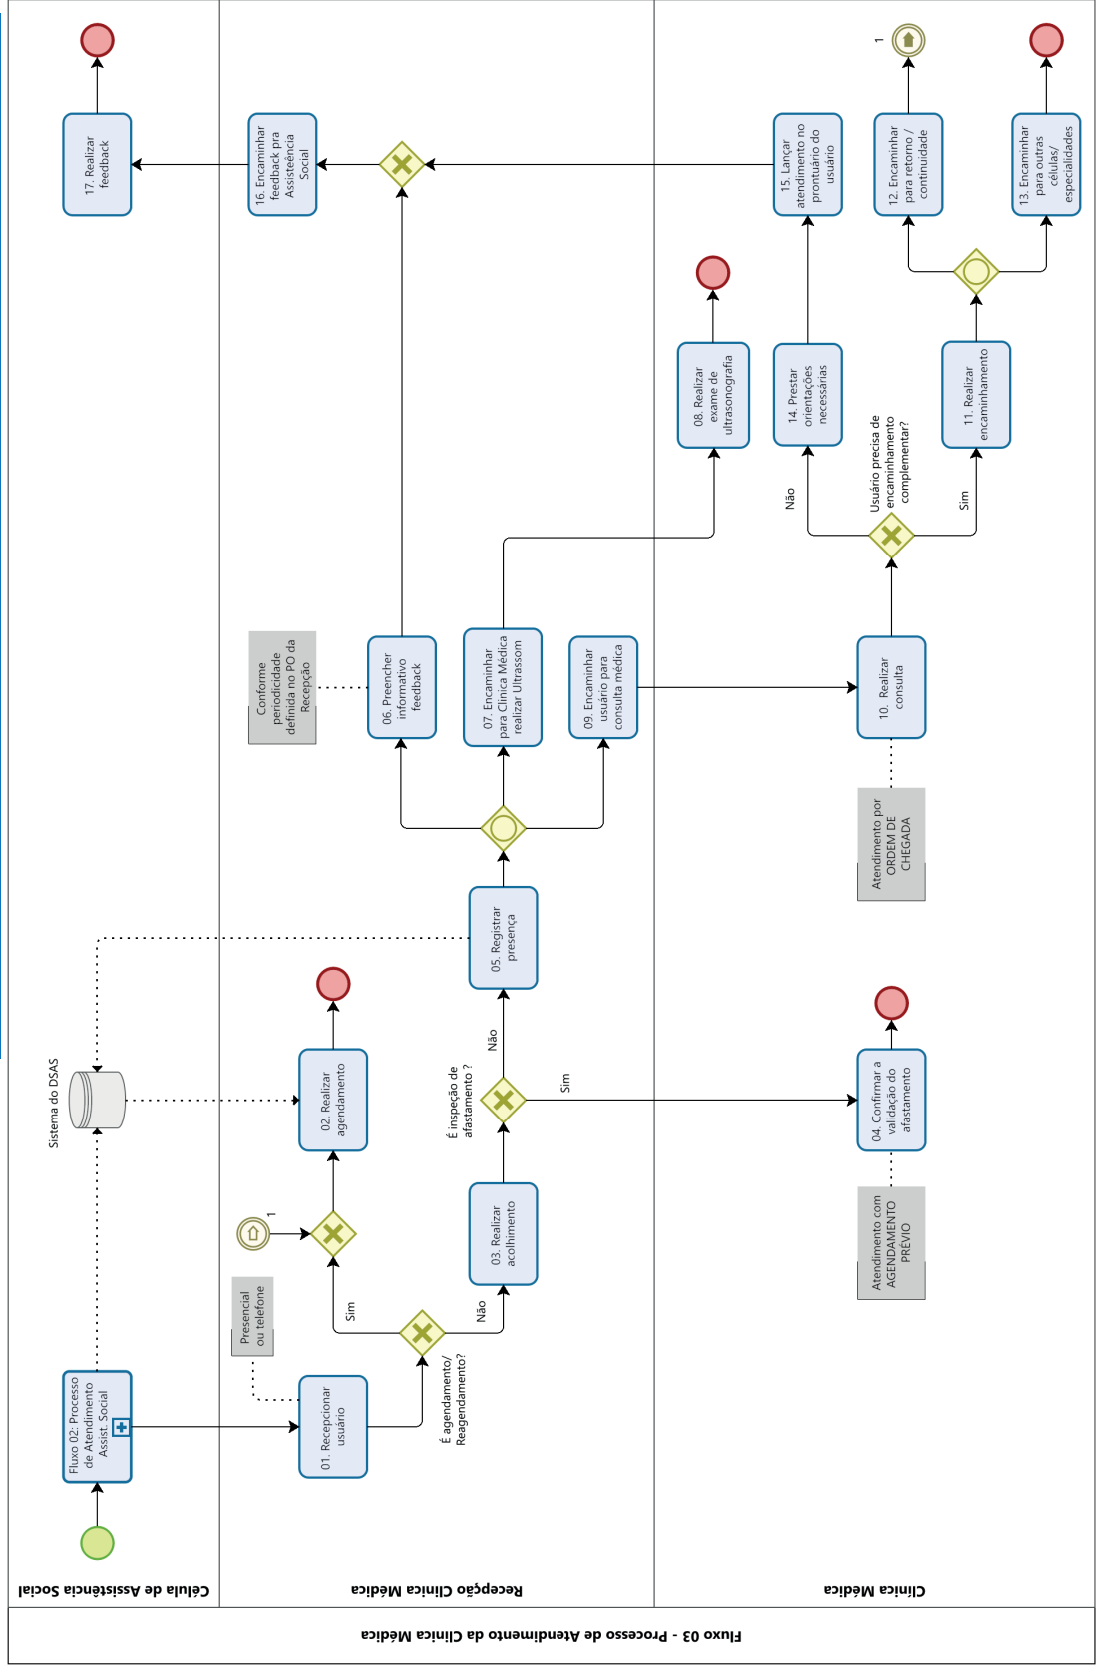 Fluxo 03 - Processo de Atendimento da Clinica Médica
Célula de Assistência Social
Recepção Clinica Médica
Clínica Médica
Fluxo 02: Processo
de Atendimento
Assist. Social
Sistema do DSAS
17. Realizar
feedback
01. Recepcionar
usuário
Presencial
ou telefone
É agendamento/
Reagendamento?
Sim
Não
1
02. Realizar
agendamento
03. Realizar
acolhimento
É inspeção de
afastamento ?
Não
Sim
05. Registrar
presença
Conforme
periodicidade
definida no PO da
Recepção
06. Preencher
informativo
feedback
07. Encaminhar
para Clinica Médica
realizar Ultrassom
09. Encaminhar
usuário para
consulta médica
16. Encaminhar
feedback pra
Assisteência
Social
Atendimento com
AGENDAMENTO
PRÉVIO
04. Confirmar a
validação do
afastamento
Atendimento por
ORDEM DE
CHEGADA
10. Realizar
consulta
Usuário precisa de
encaminhamento
complementar?
Não
Sim
08. Realizar
exame de
ultrasonografia
14. Prestar
orientações
necessárias
11. Realizar
encaminhamento
15. Lançar
atendimento no
prontuário do
usuário
12. Encaminhar
para retorno /
continuidade
1
13. Encaminhar
para outras
células/
especialidades